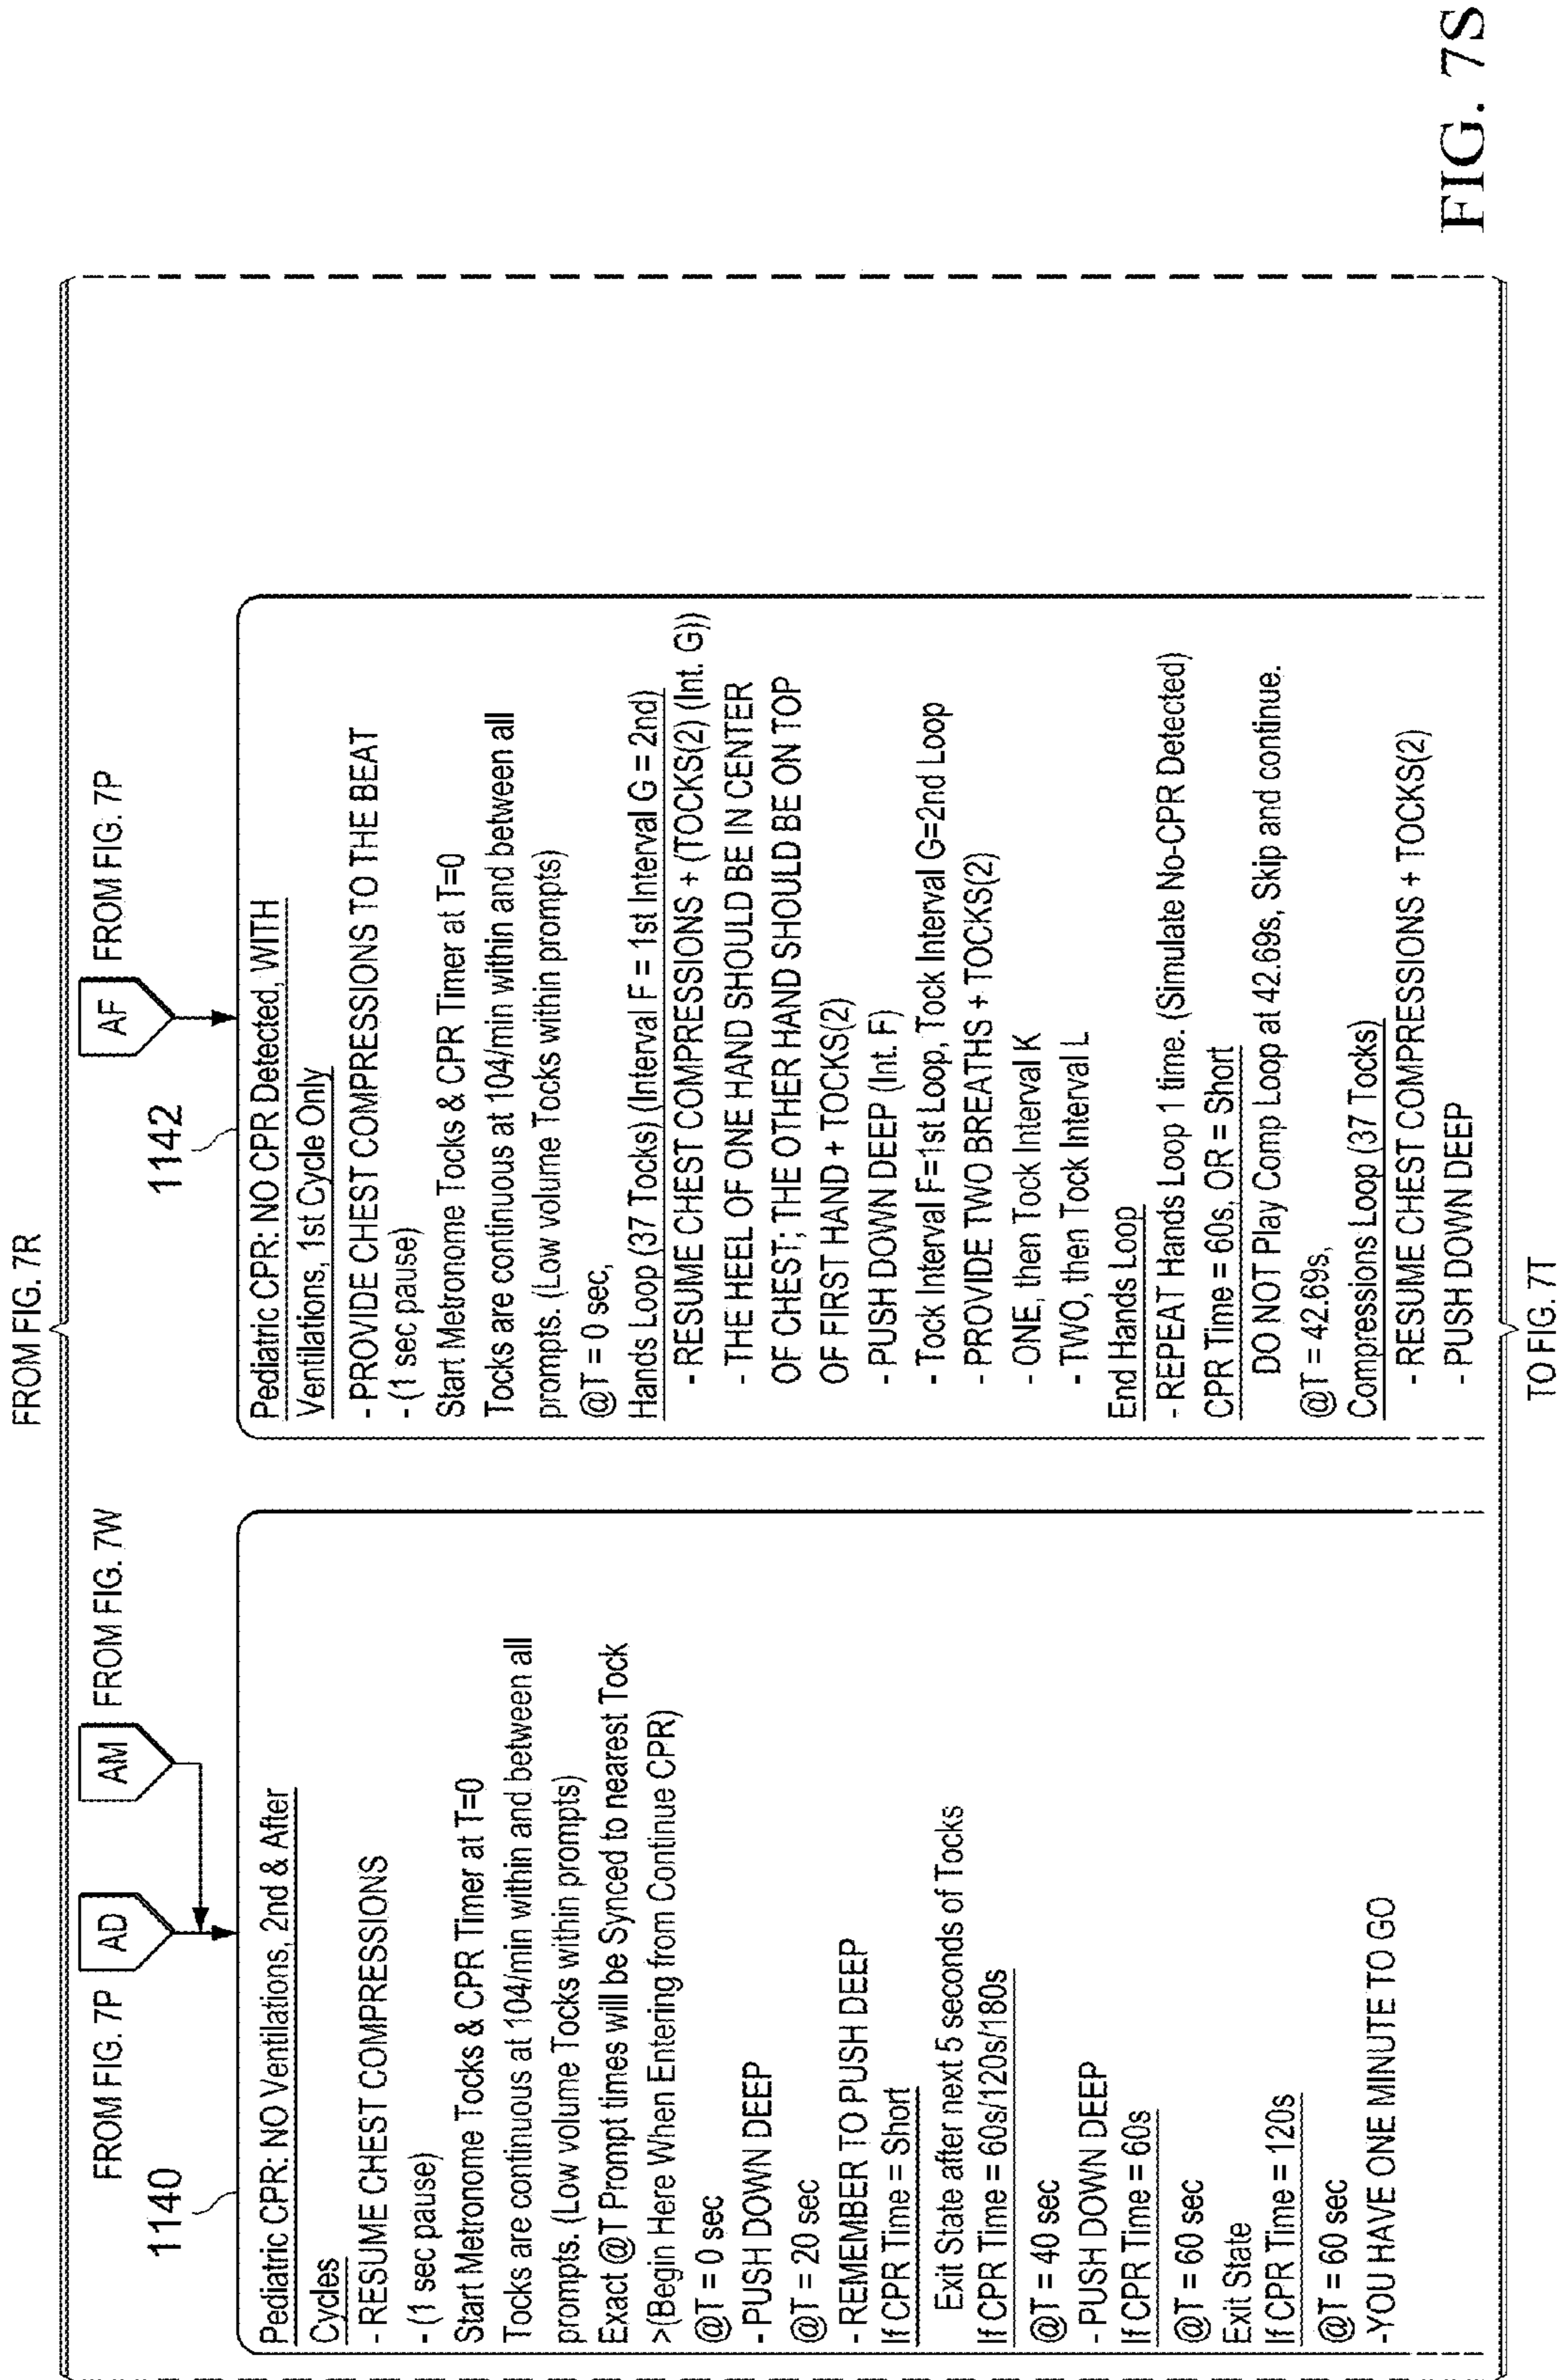 FROM FIG. 7R
FROM FIG. 7P
AD
AM
FROM FIG. 7W
1140
Pediatric CPR: NO Ventilations, 2nd & After
Cycles
- RESUME CHEST COMPRESSIONS
- (1 sec pause)
Start Metronome Tocks & CPR Timer at T=0
Tocks are continuous at 104/min within and between all
prompts. (Low volume Tocks within prompts)
Exact @T Prompt times will be Synced to nearest Tock
>(Begin Here When Entering from Continue CPR)
@T = 0 sec
- PUSH DOWN DEEP
@T = 20 sec
- REMEMBER TO PUSH DEEP
If CPR Time = Short
Exit State after next 5 seconds of Tocks
If CPR Time = 60s/120s/180s
@T = 40 sec
- PUSH DOWN DEEP
If CPR Time = 60s
@T = 60 sec
Exit State
If CPR Time = 120s
@T = 60 sec
-YOU HAVE ONE MINUTE TO GO
AF
FROM FIG. 7P
1142
Pediatric CPR: NO CPR Detected, WITH
Ventilations, 1st Cycle Only
- PROVIDE CHEST COMPRESSIONS TO THE BEAT
- (1 sec pause)
Start Metronome Tocks & CPR Timer at T=0
Tocks are continuous at 104/min within and between all
prompts. (Low volume Tocks within prompts)
@T = 0 sec,
Hands Loop (37 Tocks) (Interval F = 1st Interval G = 2nd)
- RESUME CHEST COMPRESSIONS + (TOCKS(2) (Int. G))
- THE HEEL OF ONE HAND SHOULD BE IN CENTER
OF CHEST; THE OTHER HAND SHOULD BE ON TOP
OF FIRST HAND + TOCKS(2)
- PUSH DOWN DEEP (Int. F)
- Tock Interval F=1st Loop, Tock Interval G=2nd Loop
- PROVIDE TWO BREATHS + TOCKS(2)
- ONE, then Tock Interval K
- TWO, then Tock Interval L
End Hands Loop
- REPEAT Hands Loop 1 time. (Simulate No-CPR Detected)
CPR Time = 60s, OR = Short
DO NOT Play Comp Loop at 42.69s, Skip and continue.
@T = 42.69s,
Compressions Loop (37 Tocks)
- RESUME CHEST COMPRESSIONS + TOCKS(2)
- PUSH DOWN DEEP
TO FIG. 7T
FIG. 7S